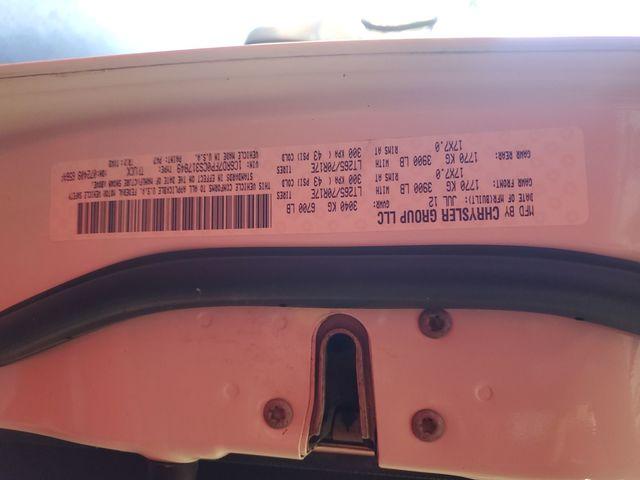 MFD BY CHRYSLER GROUP LLC
DATE OF MFR(BUILT): JUL 12 GVWR: 3040 KG 6700 LB
GAWR FRONT: 1770 KG 3900 LB WITH LT265/70R17E TIRES
17X7.0 RIMS AT 300 KPA ( 43 PSI) COLD
GAWR REAR: 1770 KG 3900 LB WITH LT265/70R17E TIRES
17X7.0 RIMS AT 300 KPA ( 43 PSI) COLD
THIS VEHICLE CONFORMS TO ALL APPLICABLE U.S.A. FEDERAL MOTOR VEHICLE SAFETY
STANDARDS IN EFFECT ON THE DATE OF MANUFACTURE SHOWN ABOVE.
VIN: TYPE: TRUCK
VEHICLE MADE IN U.S.A. PAINT: PW7